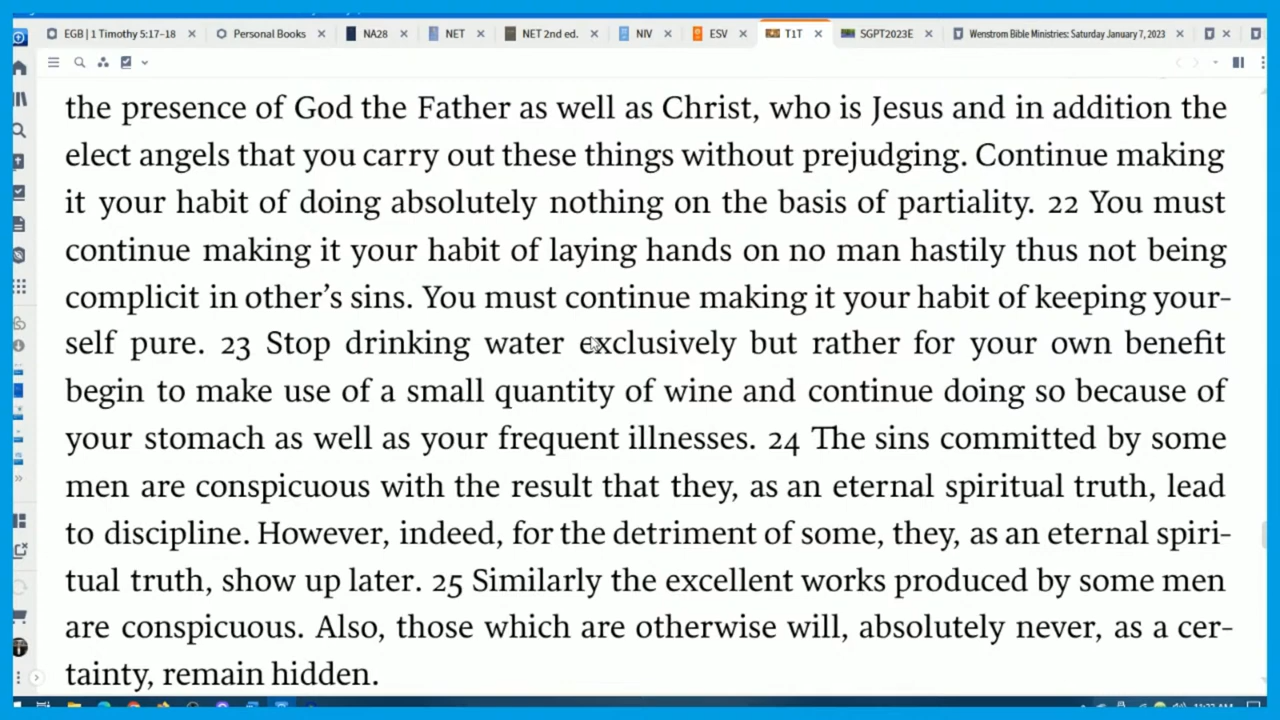 EGB | 1 Timothy 5:17–18 Personal Books NA28 NET NET 2nd ed. NIV ESV T1T SGPT2023E Wenstrom Bible Ministries: Saturday January 7, 2023
the presence of God the Father as well as Christ, who is Jesus and in addition the
elect angels that you carry out these things without prejudging. Continue making
it your habit of doing absolutely nothing on the basis of partiality. 22 You must
continue making it your habit of laying hands on no man hastily thus not being
complicit in other’s sins. You must continue making it your habit of keeping your-
self pure. 23 Stop drinking water exclusively but rather for your own benefit
begin to make use of a small quantity of wine and continue doing so because of
your stomach as well as your frequent illnesses. 24 The sins committed by some
men are conspicuous with the result that they, as an eternal spiritual truth, lead
to discipline. However, indeed, for the detriment of some, they, as an eternal spiri-
tual truth, show up later. 25 Similarly the excellent works produced by some men
are conspicuous. Also, those which are otherwise will, absolutely never, as a cer-
tainty, remain hidden.